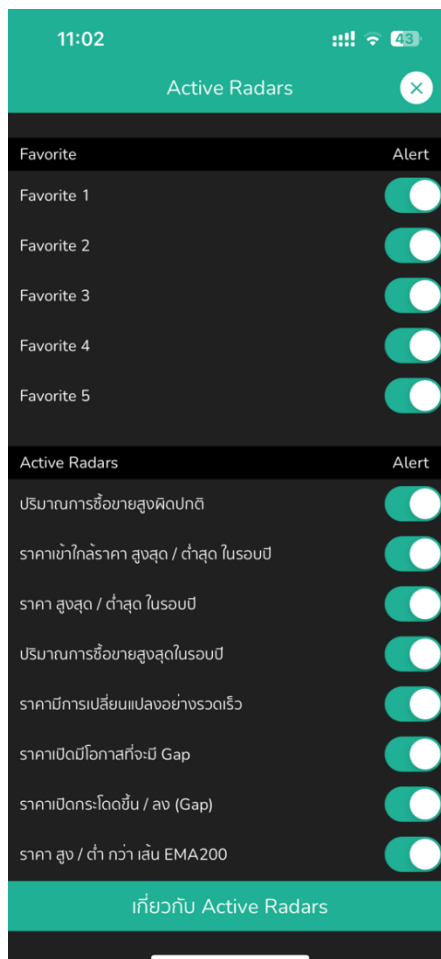 11:02
43
Active Radars
Favorite Alert
Favorite 1
Favorite 2
Favorite 3
Favorite 4
Favorite 5
Active Radars Alert
ปริมาณการซื้อขายสูงผิดปกติ
ราคาเข้าใกล้ราคา สูงสุด / ต่ำสุด ในรอบปี
ราคา สูงสุด / ต่ำสุด ในรอบปี
ปริมาณการซื้อขายสูงสุดในรอบปี
ราคามีการเปลี่ยนแปลงอย่างรวดเร็ว
ราคาเปิดมีโอกาสที่จะมี Gap
ราคาเปิดกระโดดขึ้น / ลง (Gap)
ราคา สูง / ต่ำ กว่า เส้น EMA200
เกี่ยวกับ Active Radars